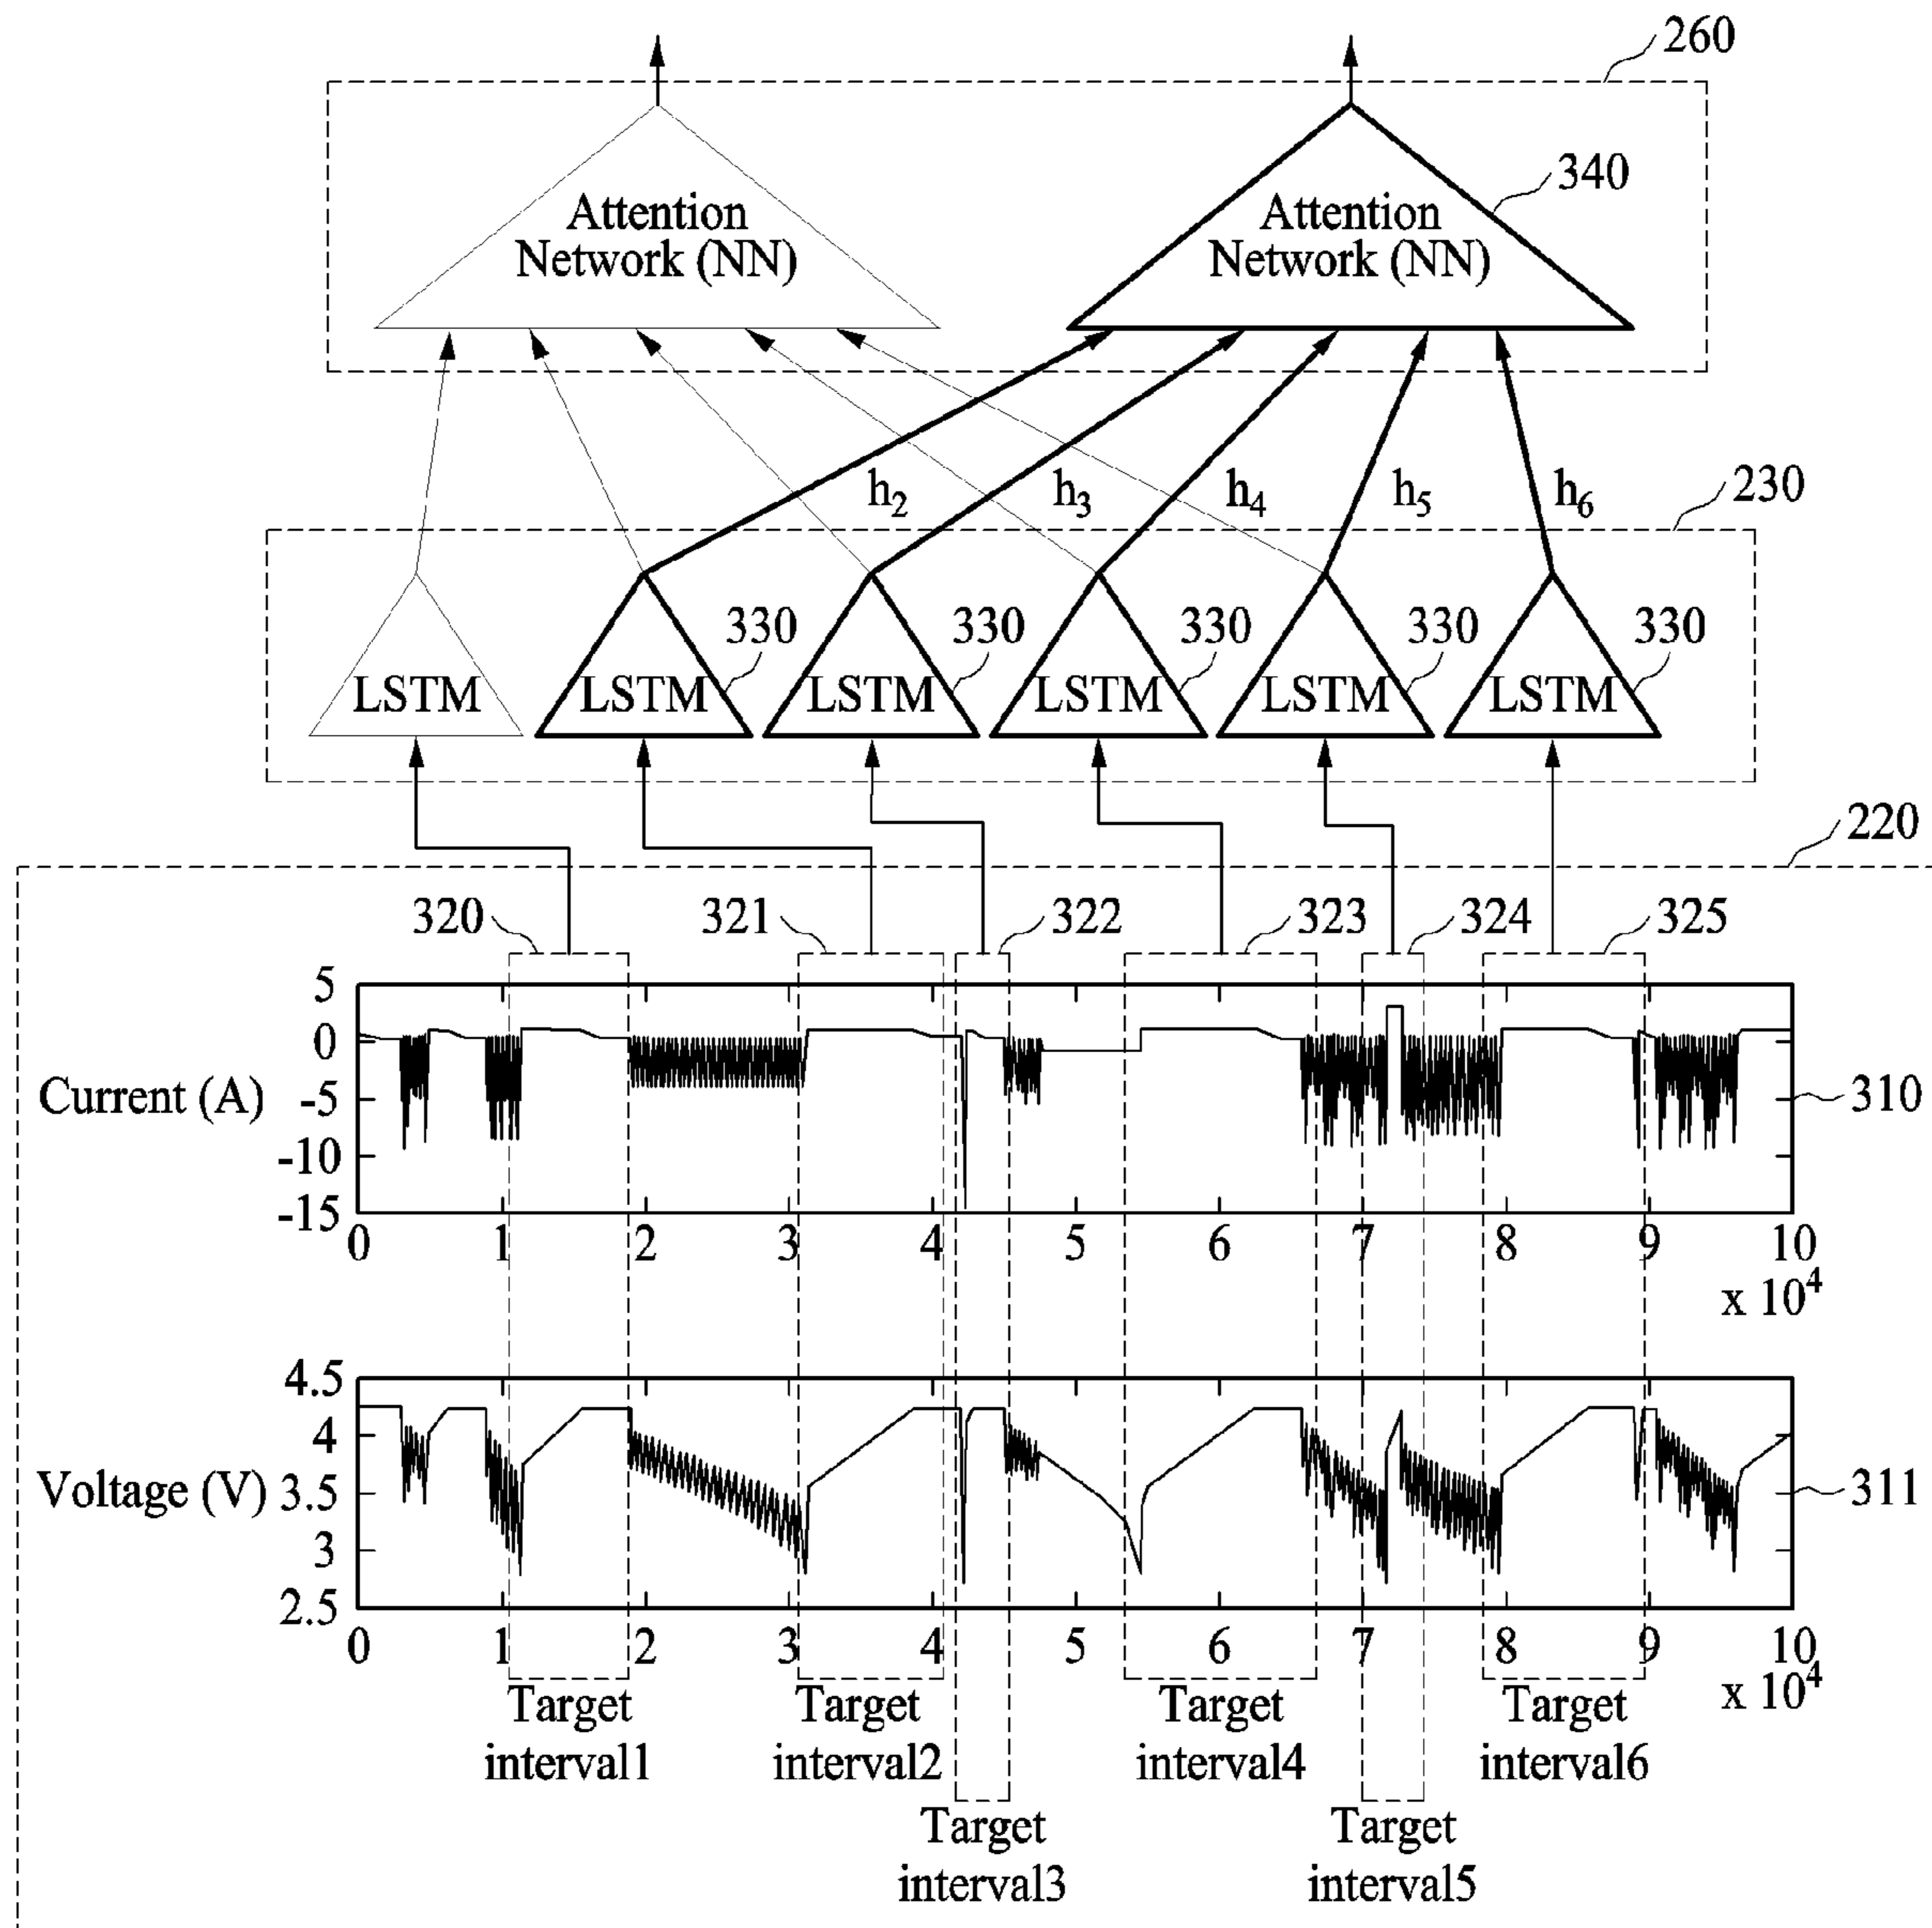 260
340
Attention
Network (NN)
Attention
Network (NN)
h2 h3 h4 h5 h6
230
330 330 330 330 330
LSTM LSTM LSTM LSTM LSTM LSTM
220
320 321 322 323 324 325
5
0
-5
-10
-15
Current (A)
310
0 1 2 3 4 5 6 7 8 9 10
x 10^4
4.5
4
3.5
3
2.5
Voltage (V)
311
0 1 2 3 4 5 6 7 8 9 10
x 10^4
Target
interval1
Target
interval2
Target
interval3
Target
interval4
Target
interval5
Target
interval6